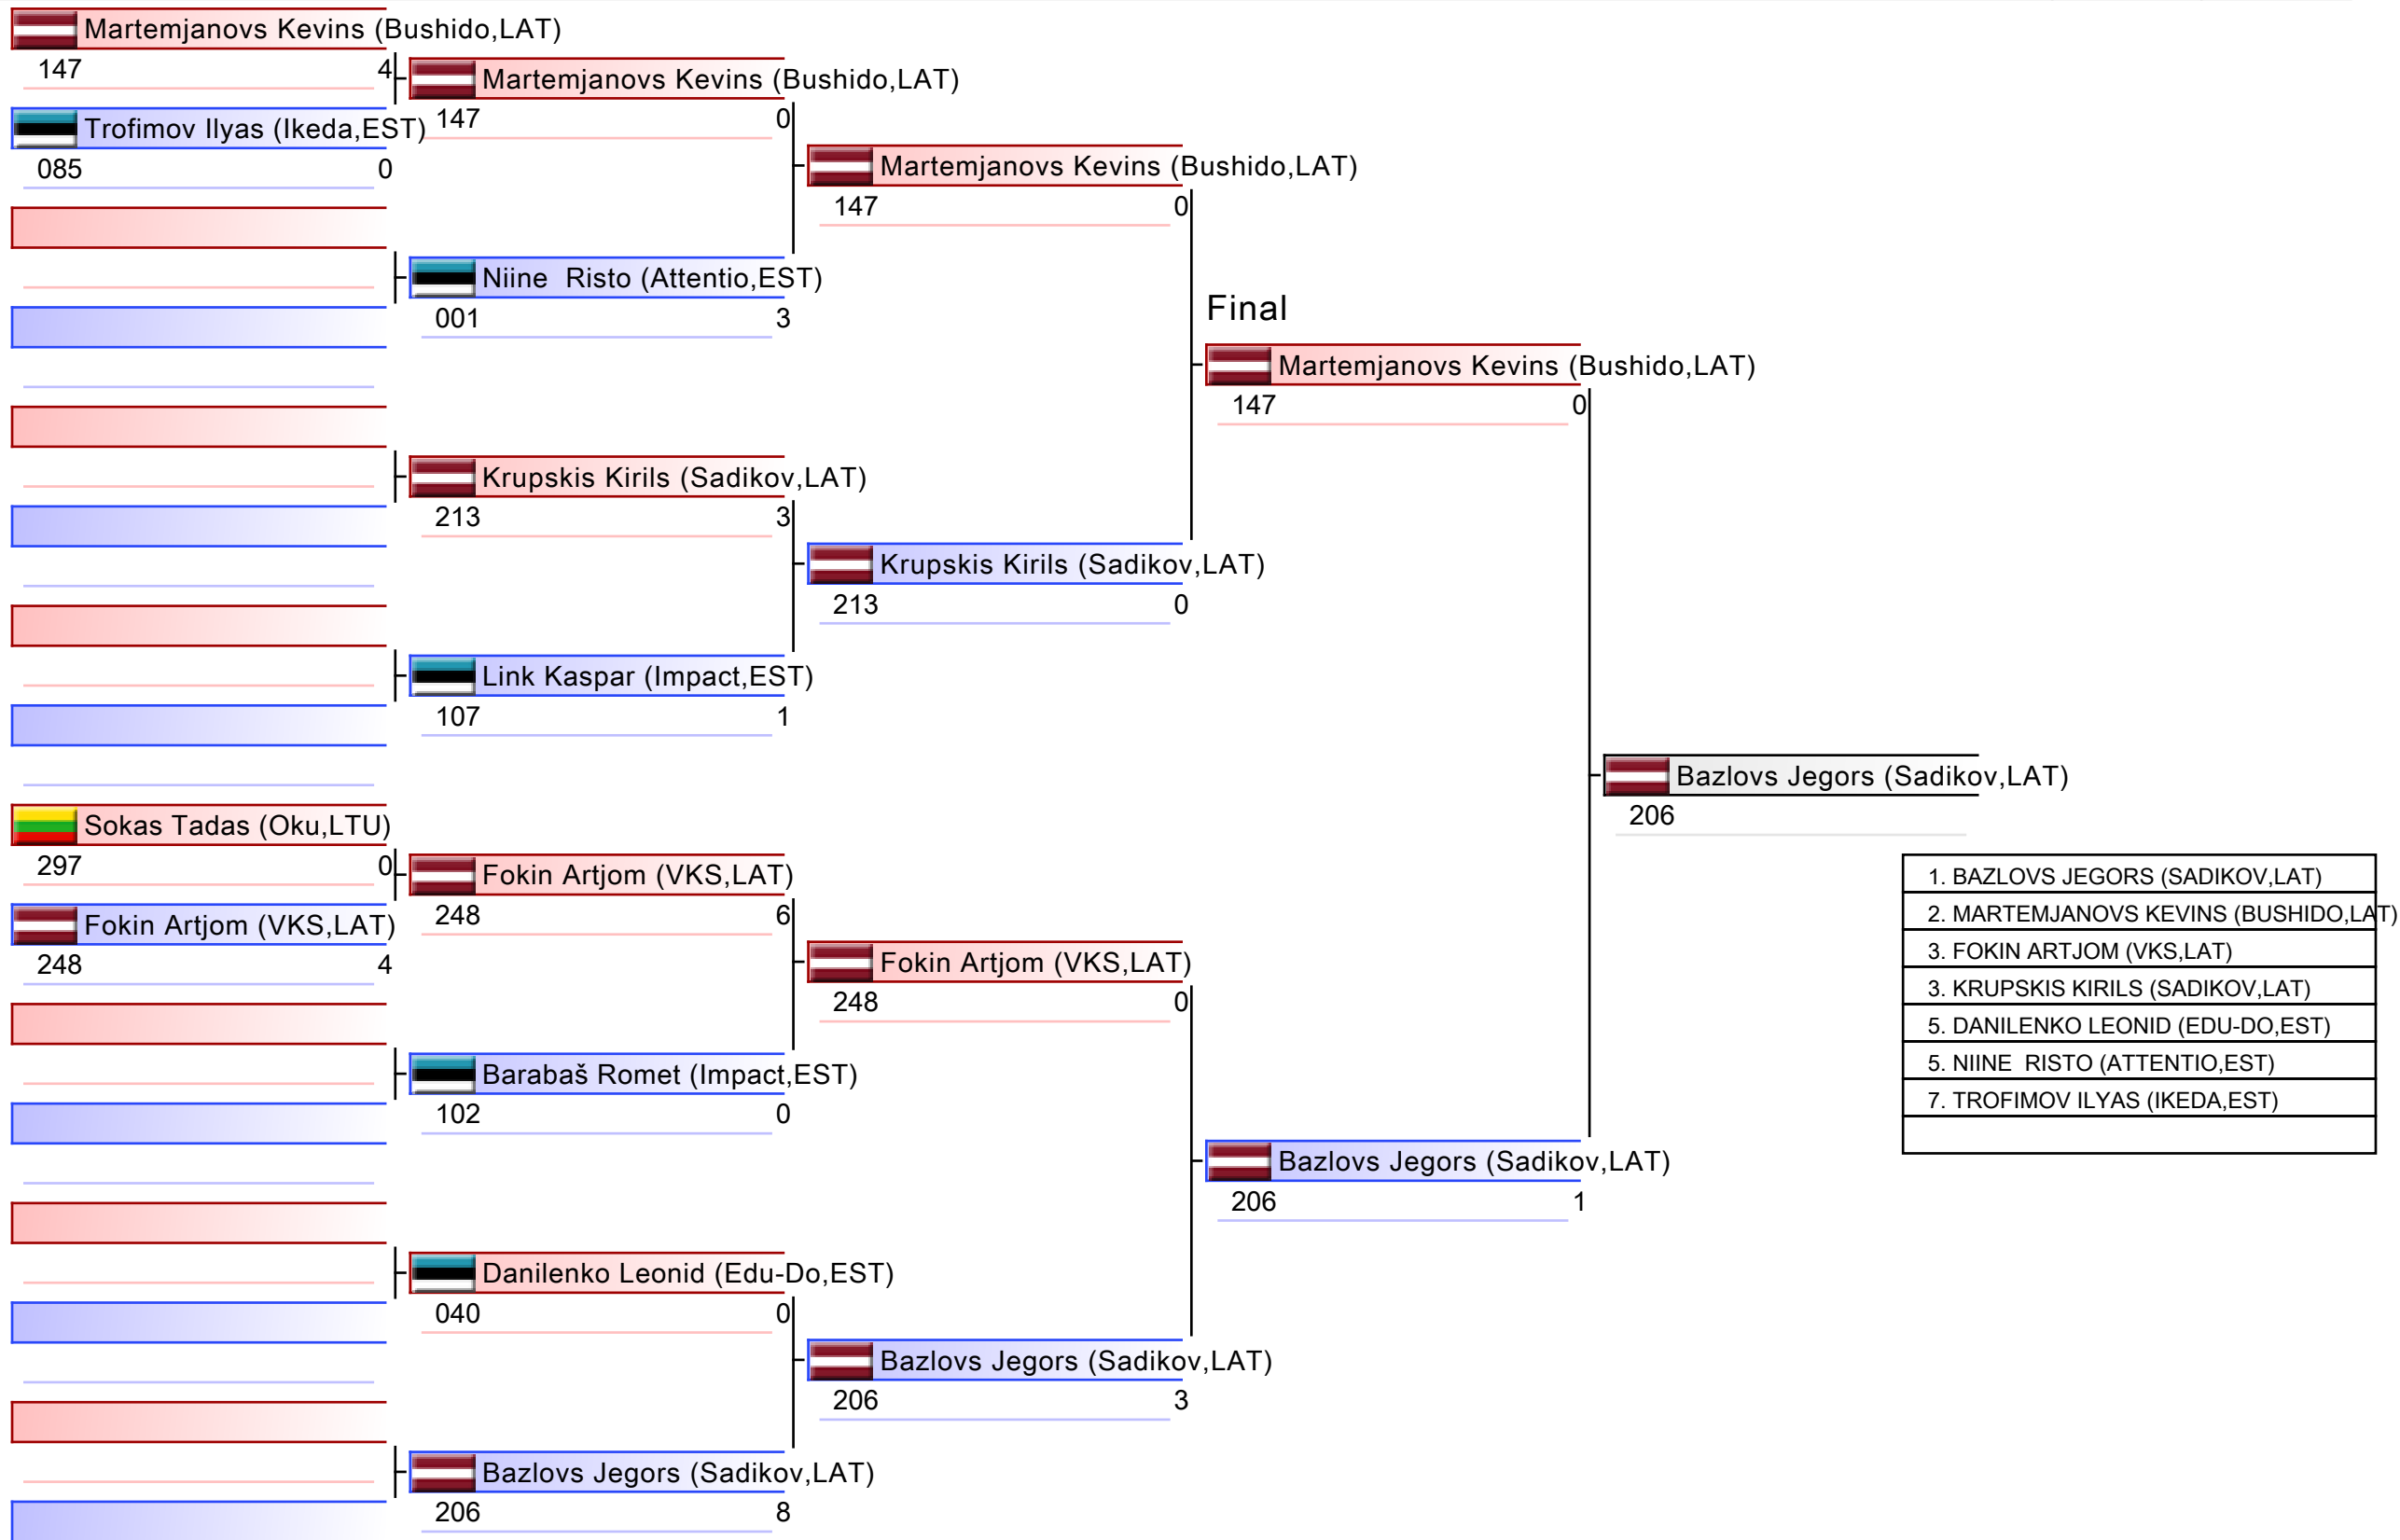 Martemjanovs Kevins (Bushido,LAT)
147 4
Trofimov Ilyas (Ikeda,EST)
085 0
Sokas Tadas (Oku,LTU)
297 0
Fokin Artjom (VKS,LAT)
248 4
Martemjanovs Kevins (Bushido,LAT)
147 0
Niine  Risto (Attentio,EST)
001 3
Krupskis Kirils (Sadikov,LAT)
213 3
Link Kaspar (Impact,EST)
107 1
Fokin Artjom (VKS,LAT)
248 6
Barabaš Romet (Impact,EST)
102 0
Danilenko Leonid (Edu-Do,EST)
040 0
Bazlovs Jegors (Sadikov,LAT)
206 8
Martemjanovs Kevins (Bushido,LAT)
147 0
Krupskis Kirils (Sadikov,LAT)
213 0
Fokin Artjom (VKS,LAT)
248 0
Bazlovs Jegors (Sadikov,LAT)
206 3
Final
Martemjanovs Kevins (Bushido,LAT)
147 0
Bazlovs Jegors (Sadikov,LAT)
206 1
Bazlovs Jegors (Sadikov,LAT)
206
1. BAZLOVS JEGORS (SADIKOV,LAT)
2. MARTEMJANOVS KEVINS (BUSHIDO,LAT)
3. FOKIN ARTJOM (VKS,LAT)
3. KRUPSKIS KIRILS (SADIKOV,LAT)
5. DANILENKO LEONID (EDU-DO,EST)
5. NIINE  RISTO (ATTENTIO,EST)
7. TROFIMOV ILYAS (IKEDA,EST)